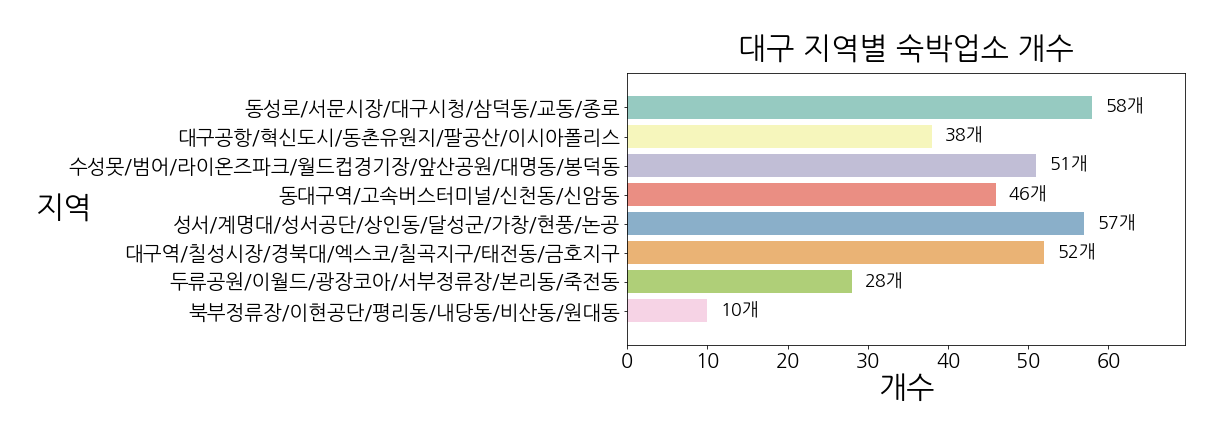 대구 지역별 숙박업소 개수
지역
동성로/서문시장/대구시청/삼덕동/교동/종로 58개
대구공항/혁신도시/동촌유원지/팔공산/이시아폴리스 38개
수성못/범어/라이온즈파크/월드컵경기장/앞산공원/대명동/봉덕동 51개
동대구역/고속버스터미널/신천동/신암동 46개
성서/계명대/성서공단/상인동/달성군/가창/현풍/논공 57개
대구역/칠성시장/경북대/엑스코/칠곡지구/태전동/금호지구 52개
두류공원/이월드/광장코아/서부정류장/본리동/죽전동 28개
북부정류장/이현공단/평리동/내당동/비산동/원대동 10개
0 10 20 30 40 50 60
개수